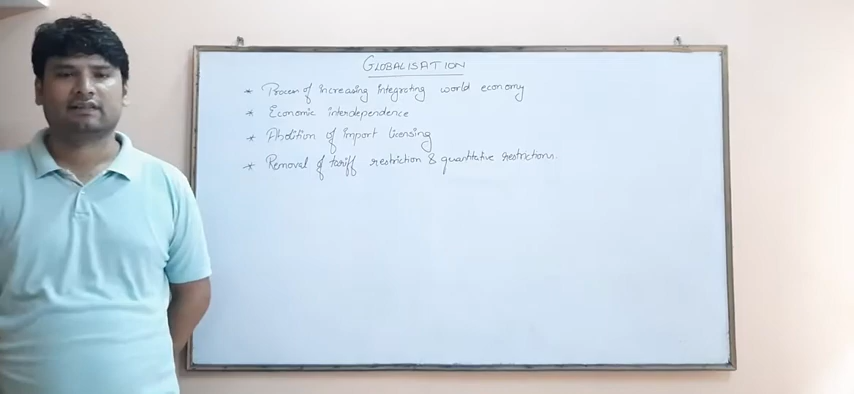 GLOBALISATION
* Process of increasing integrating world economy
* Economic interdependence
* Abolition of import licensing
* Removal of tariff restriction & quantitative restrictions.